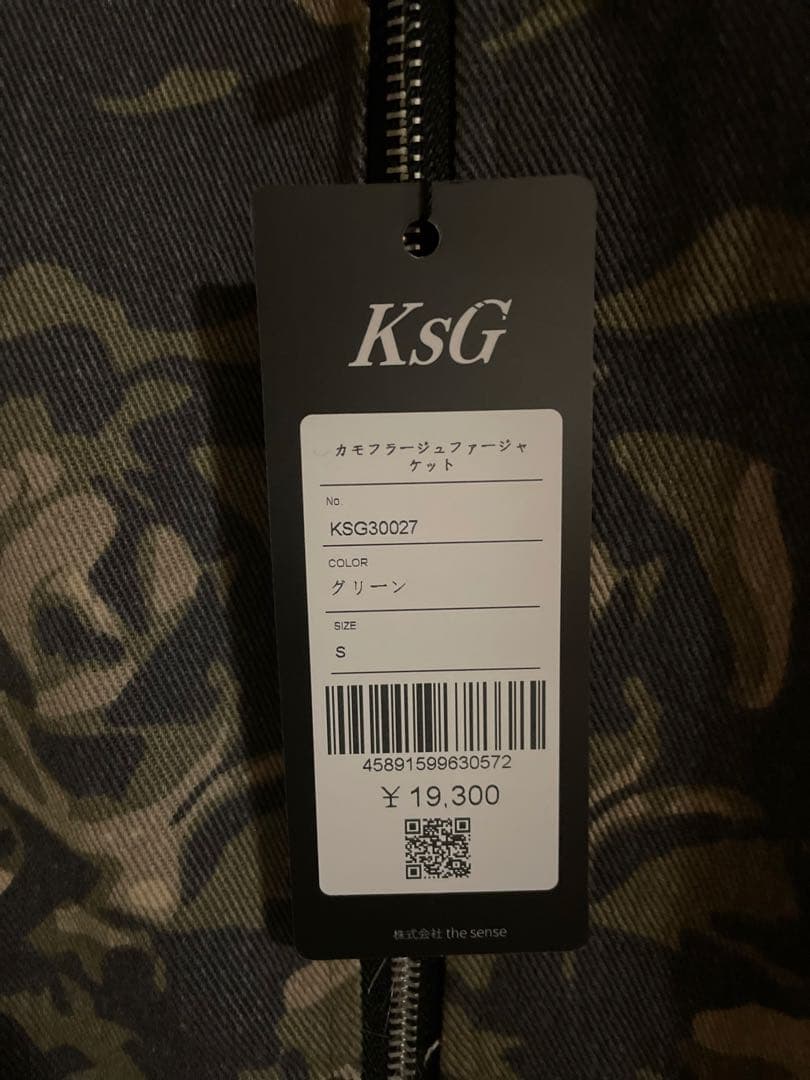 KsG
カモフラージュファージャ
ケット
No.
KSG30027
COLOR
グリーン
SIZE
S
45891599630572
¥ 19,300
株式会社 the sense